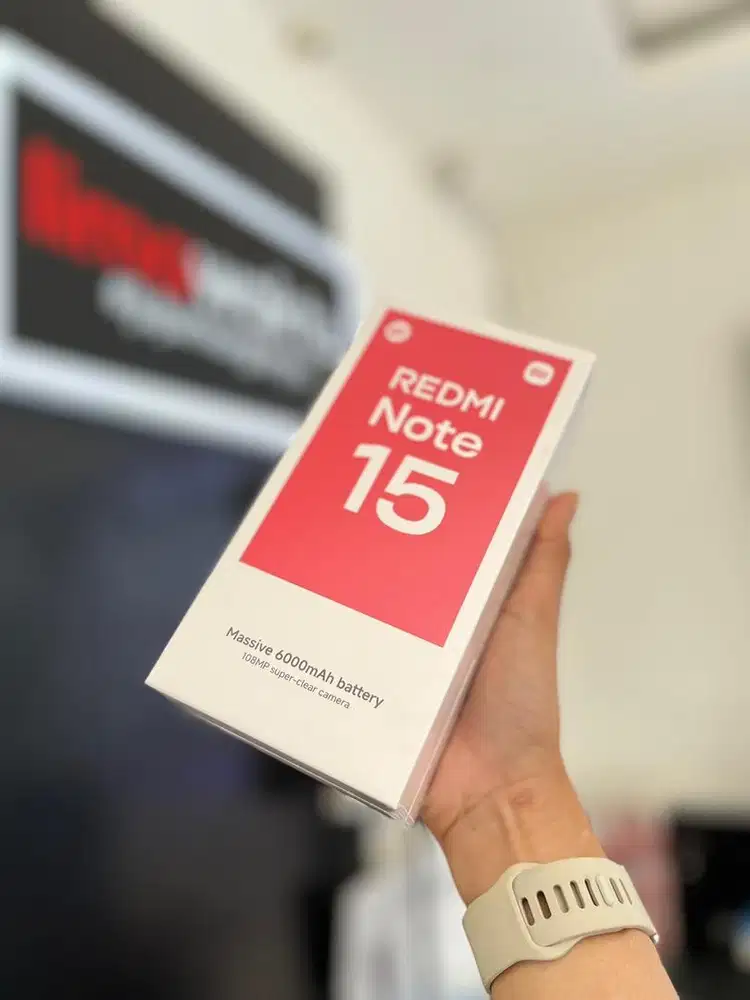 REDMI
Note
15
Massive 6000mAh battery
108MP super-clear camera